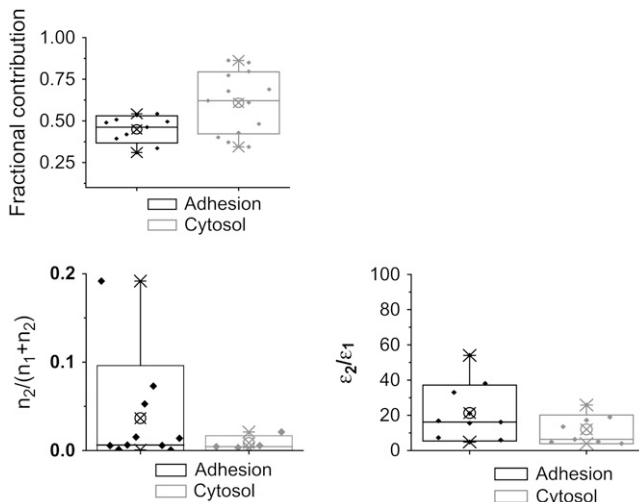 Fractional contribution
1.00
0.75
0.50
0.25
Adhesion
Cytosol
n₂/(n₁+n₂)
0.2
0.1
0.0
Adhesion
Cytosol
ε₂/ε₁
100
80
60
40
20
0
Adhesion
Cytosol